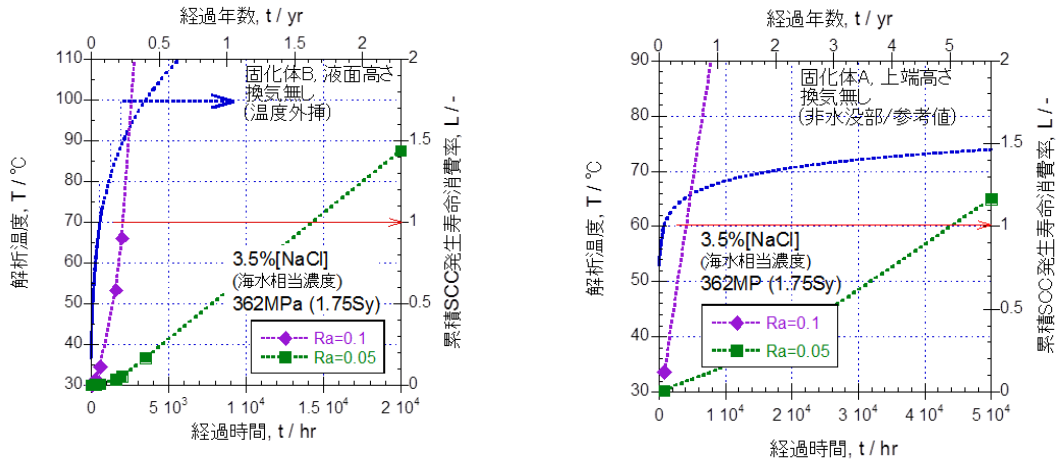 経過年数, t / yr
0 1 2
110
100
90
80
70
60
50
40
30
2
1.5
1
0.5
0
解析温度, T / °C
累積SCC発生寿命消費率, L / -
固化体B, 液面高さ
換気無し
(温度外挿)
3.5%[NaCl]
(海水相当濃度)
362MPa (1.75Sy)
Ra=0.1
Ra=0.05
0 5 10³ 1 10⁴ 1.5 10⁴ 2 10⁴
経過時間, t / hr
経過年数, t / yr
0 1 2 3 4 5
90
80
70
60
50
40
30
2
1.5
1
0.5
0
解析温度, T / °C
累積SCC発生寿命消費率, L / -
固化体A, 上端高さ
換気無し
(非水没部/参考値)
3.5%[NaCl]
(海水相当濃度)
362MP (1.75Sy)
Ra=0.1
Ra=0.05
0 1 10⁴ 2 10⁴ 3 10⁴ 4 10⁴ 5 10⁴
経過時間, t / hr